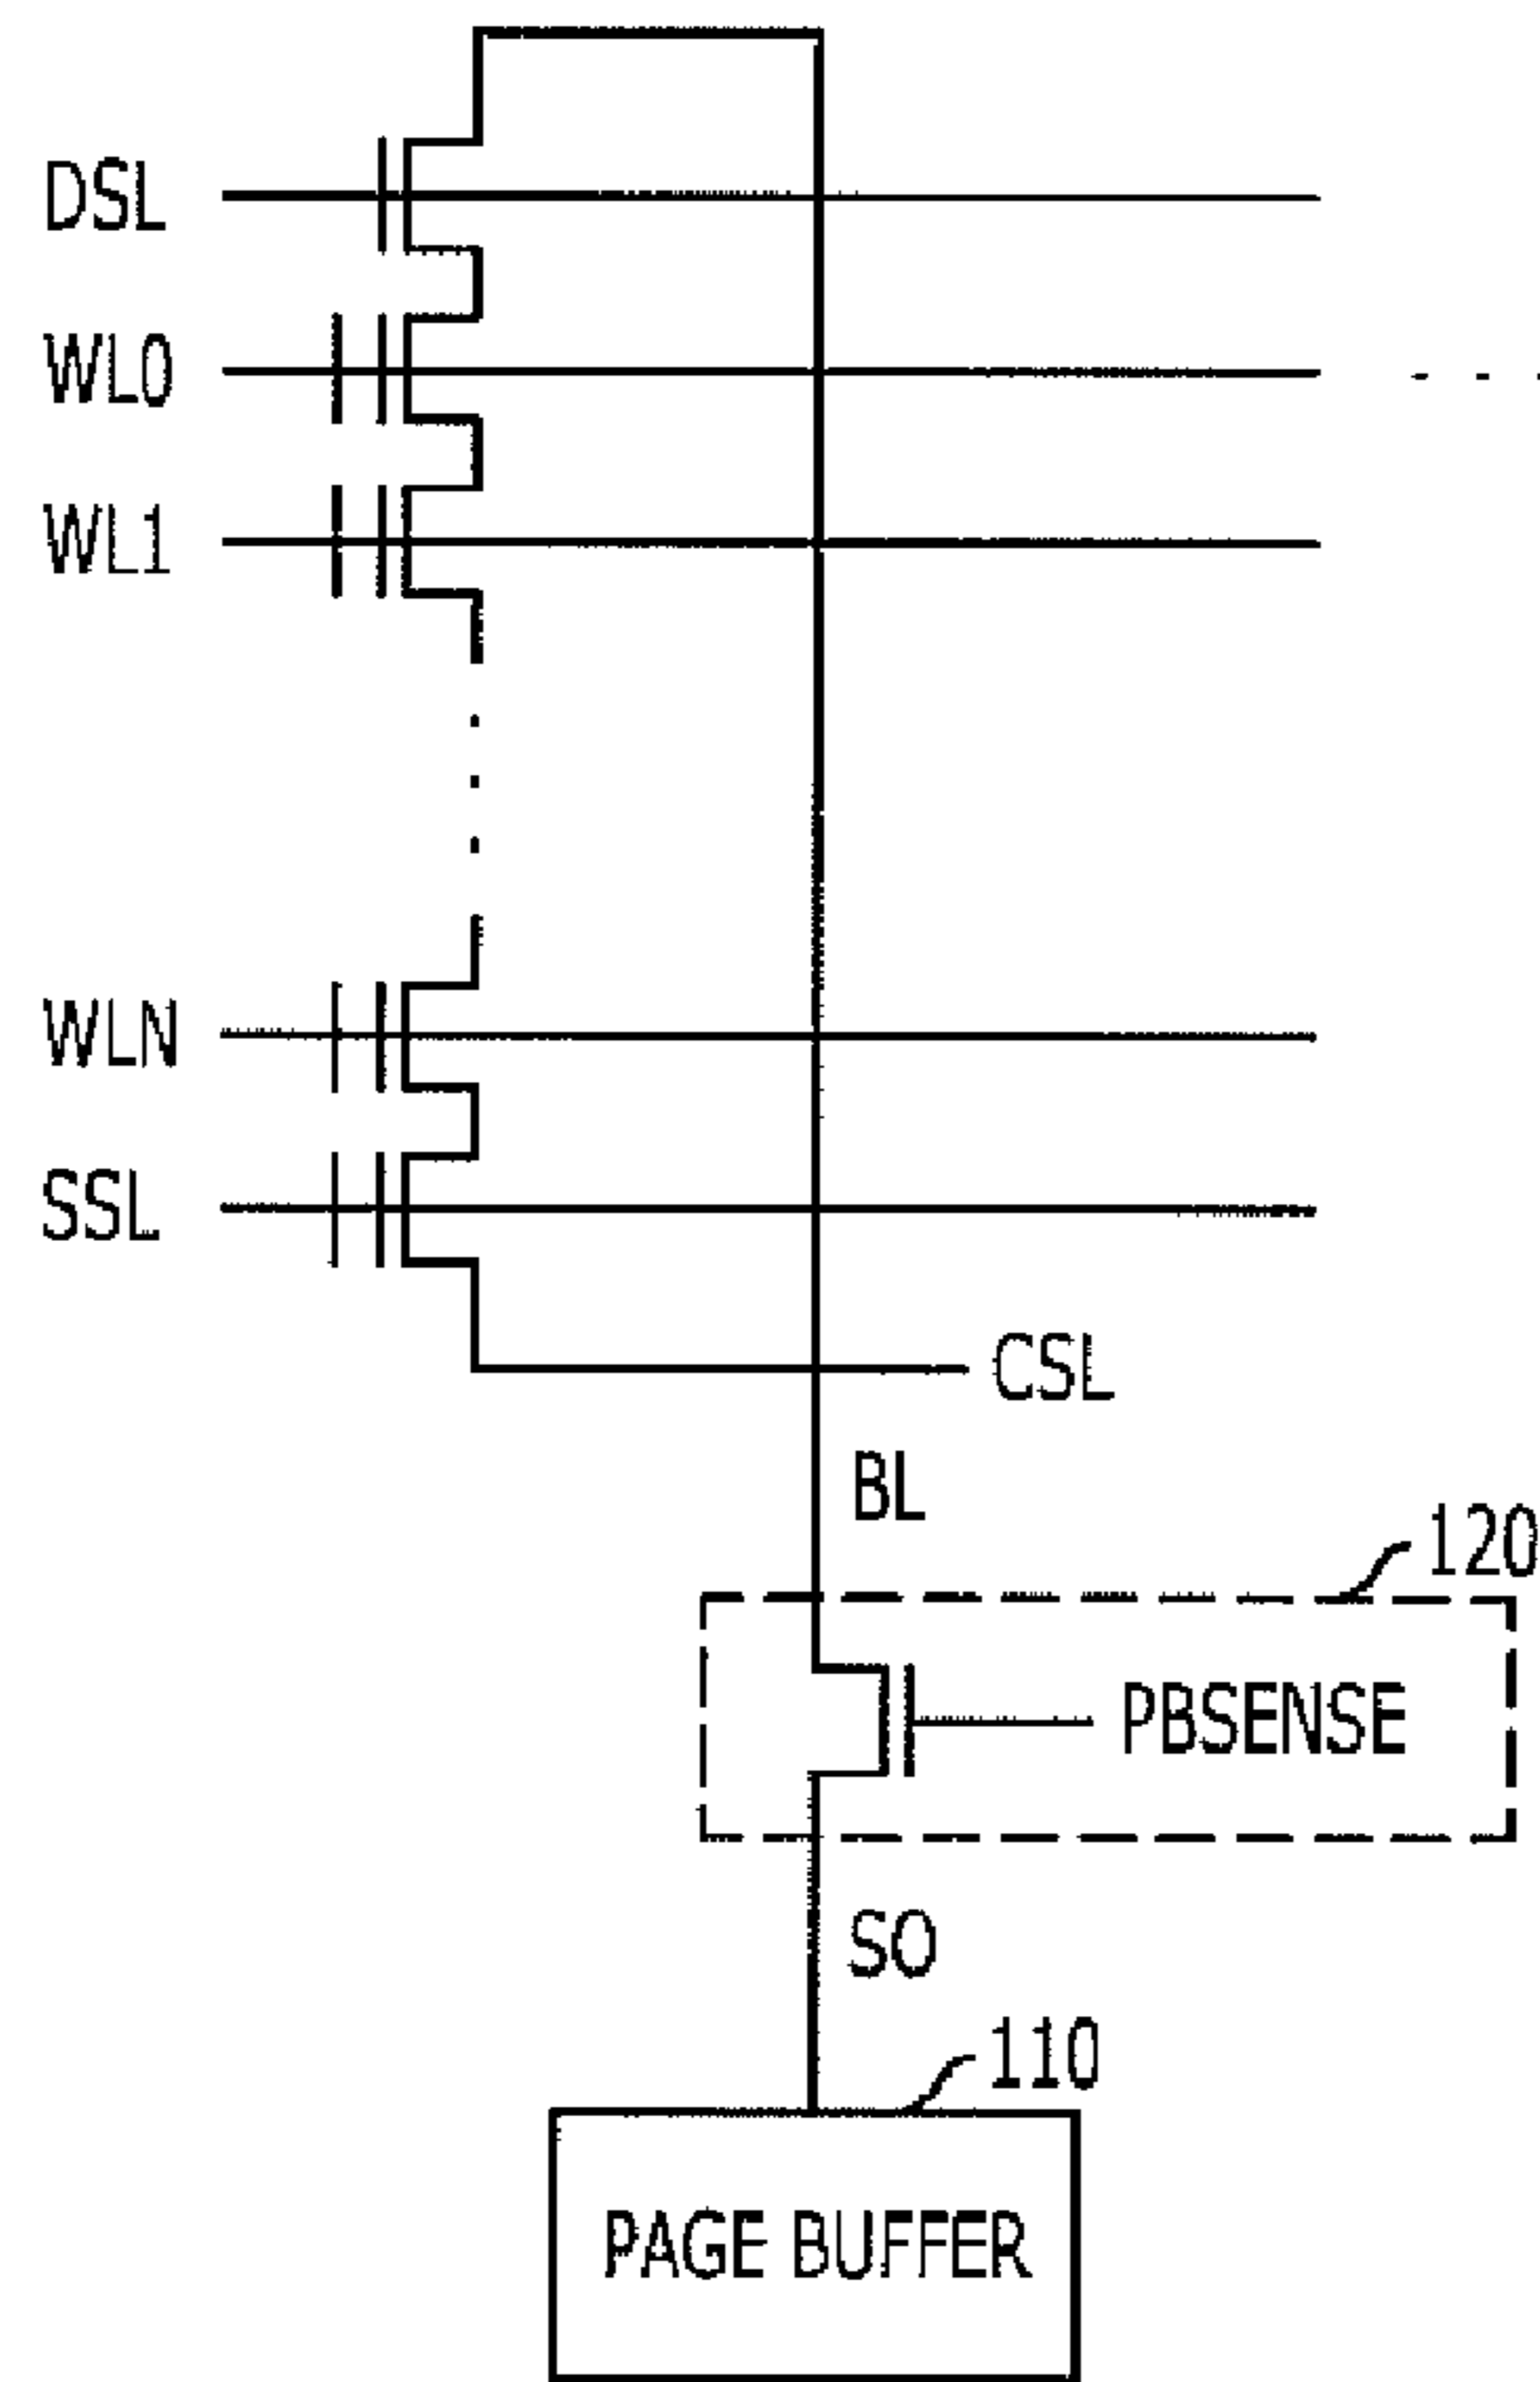 DSL
WL0
WL1
WLN
SSL
CSL
BL
120
PBSENSE
SO
110
PAGE BUFFER